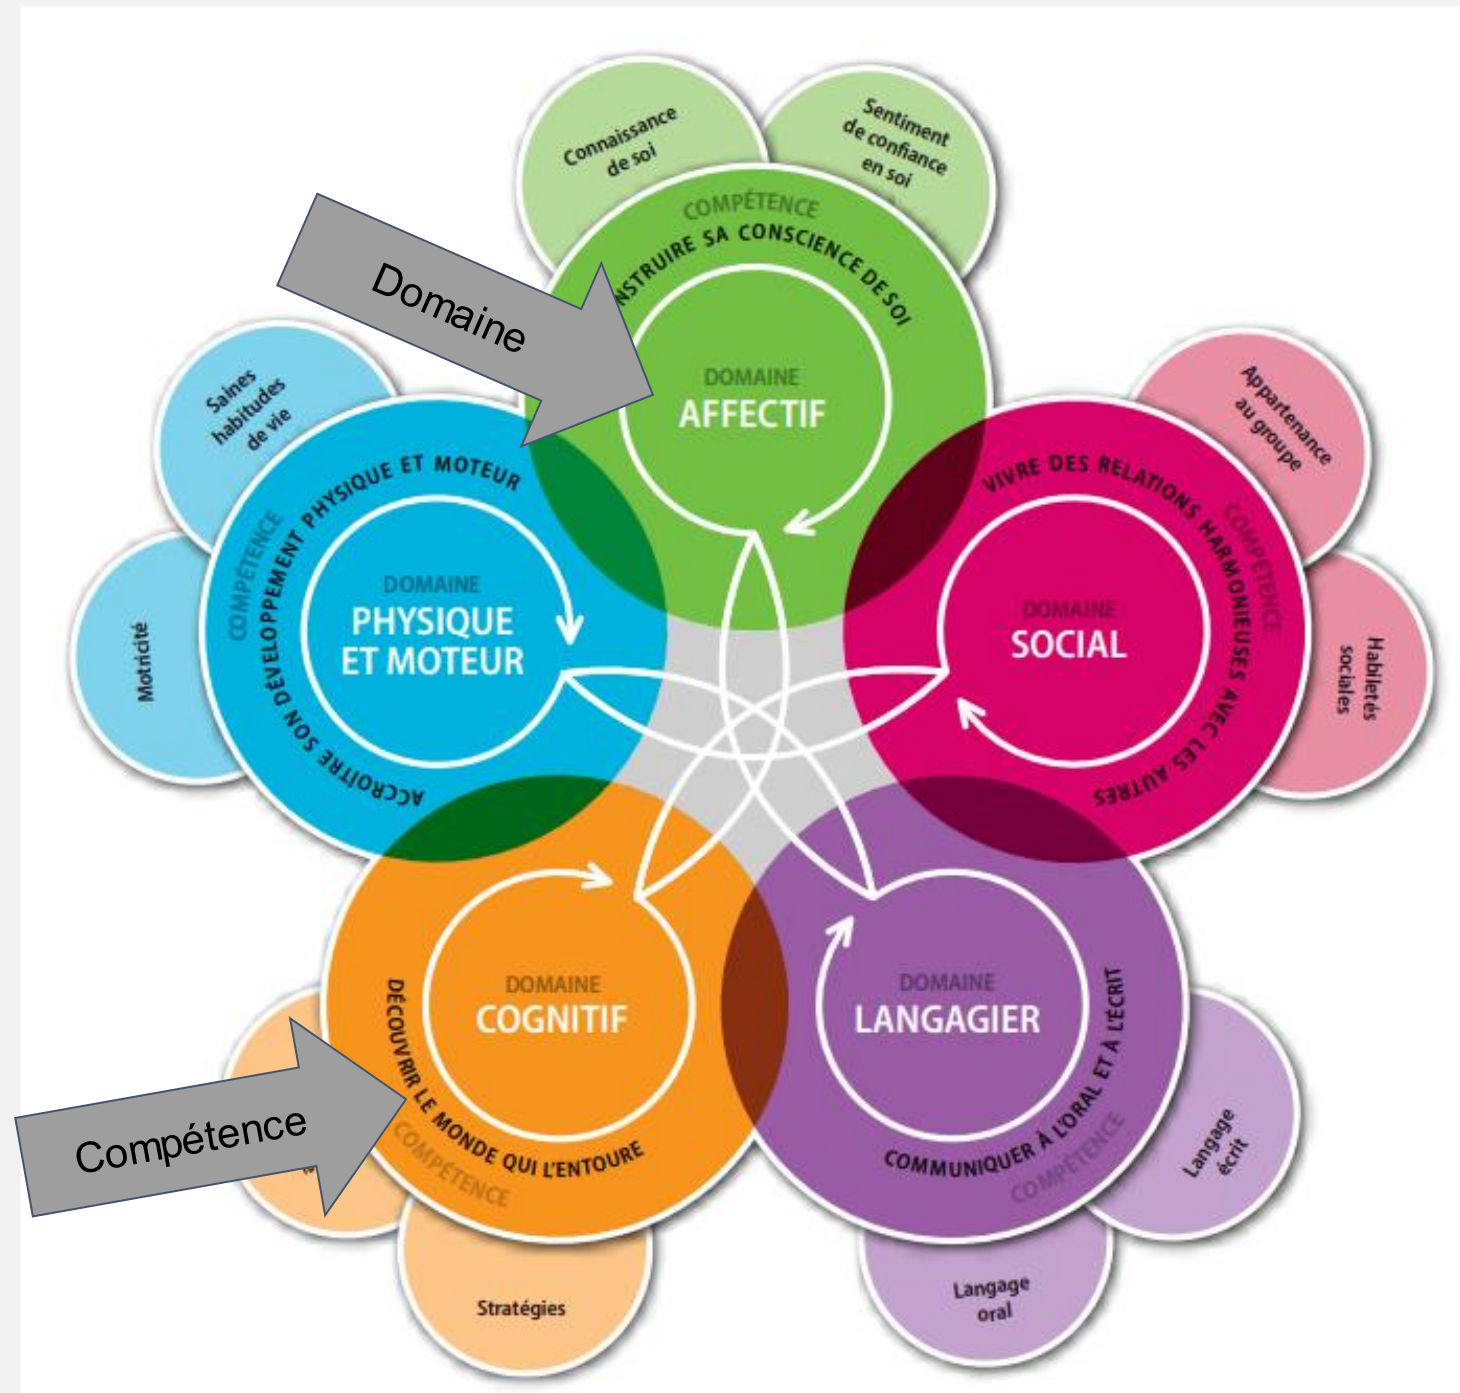 Connaissance
de soi
Sentiment
de confiance
en soi
COMPÉTENCE
NSTRUIRE SA CONSCIENCE DE SOI
DOMAINE
AFFECTIF
Domaine
Saines
habitudes
de vie
Motricité
COMPÉTENCE
ACCROÎTRE SON DÉVELOPPEMENT PHYSIQUE ET MOTEUR
DOMAINE
PHYSIQUE
ET MOTEUR
Appartenance
au groupe
Habiletés
sociales
COMPÉTENCE
VIVRE DES RELATIONS HARMONIEUSES AVEC LES AUTRES
DOMAINE
SOCIAL
DOMAINE
COGNITIF
DÉCOUVRIR LE MONDE QUI L'ENTOURE
COMPÉTENCE
Compétence
Stratégies
DOMAINE
LANGAGIER
COMMUNIQUER À L'ORAL ET À L'ÉCRIT
COMPÉTENCE
Langage
écrit
Langage
oral